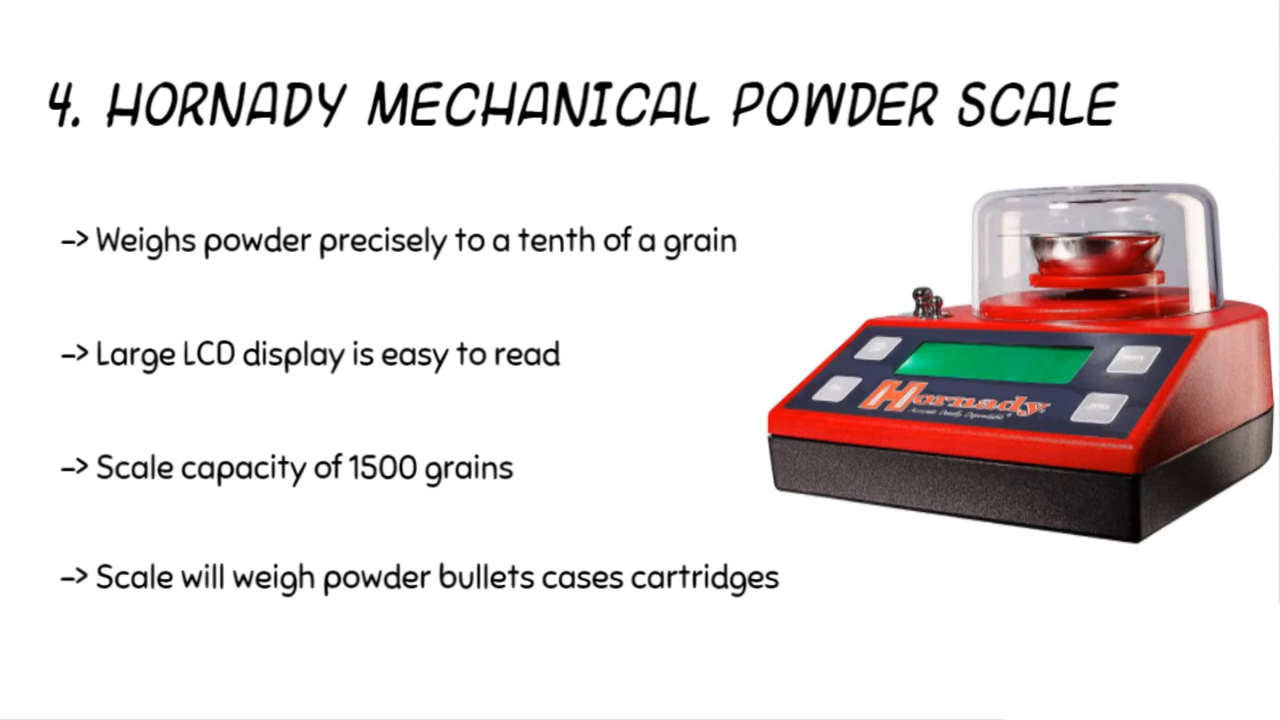 4. HORNADY MECHANICAL POWDER SCALE
-> Weighs powder precisely to a tenth of a grain
-> Large LCD display is easy to read
-> Scale capacity of 1500 grains
-> Scale will weigh powder bullets cases cartridges
Hornady